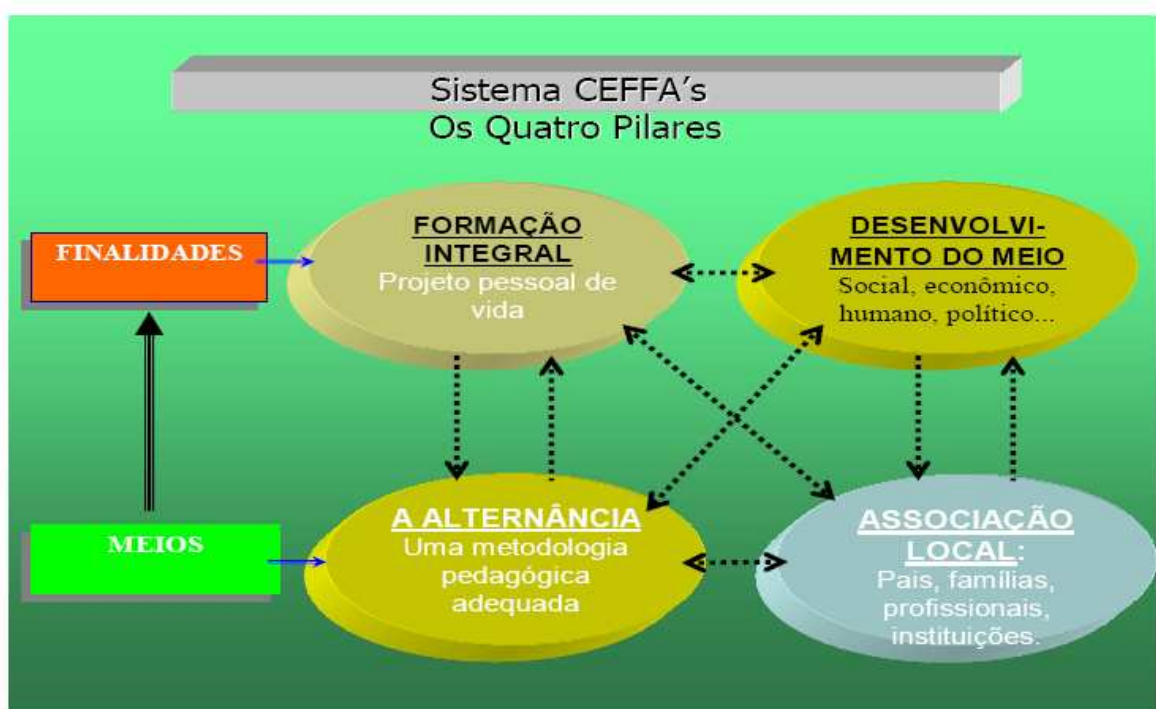 Sistema CEFFA´s
Os Quatro Pilares
FINALIDADES
FORMAÇÃO
INTEGRAL
Projeto pessoal de
vida
DESENVOLVI-
MENTO DO MEIO
Social, econômico,
humano, político...
MEIOS
A ALTERNÂNCIA
Uma metodologia
pedagógica
adequada
ASSOCIAÇÃO
LOCAL:
Pais, famílias,
profissionais,
instituições.